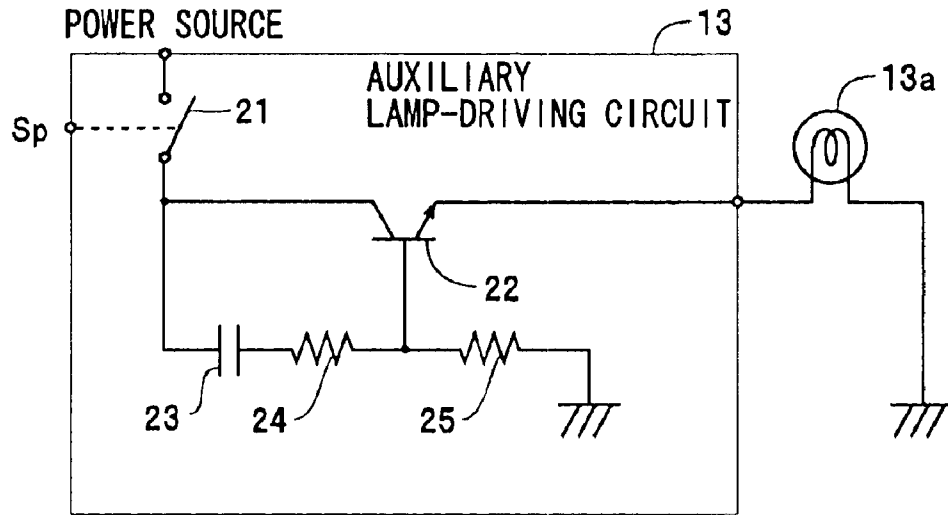 POWER SOURCE
13
AUXILIARY
LAMP-DRIVING CIRCUIT
13a
21
Sp
22
23
24
25